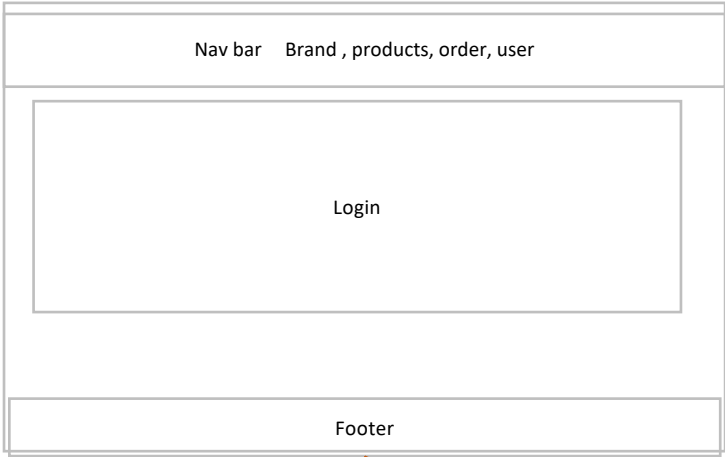 Nav bar Brand , products, order, user
Login
Footer